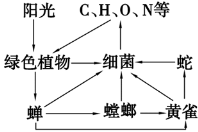 阳光 C、H、O、N等
绿色植物 细菌 蛇
蝉 螳螂 黄雀